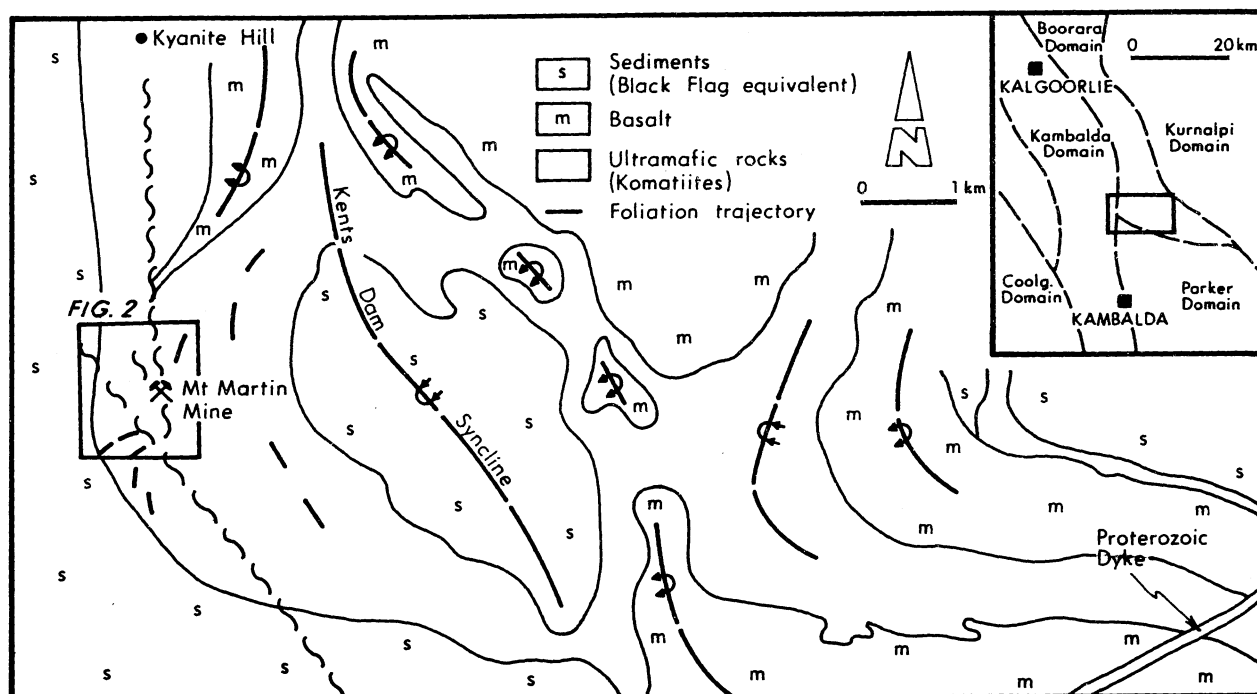 Kyanite Hill
s
m
m
m
s
Sediments
(Black Flag equivalent)
m
Basalt
Ultramafic rocks
(Komatiites)
Foliation trajectory
N
0 1 km
Boorara
Domain
0 20 km
KALGOORLIE
Kambalda
Domain
Kurnalpi
Domain
Coolg.
Domain
Parker
Domain
KAMBALDA
s
m
m
m
m
s
Kents
Dam
Syncline
m
m
m
m
s
FIG. 2
s
s
s
Mt Martin
Mine
s
s
s
s
s
s
m
m
m
m
s
s
s
s
m
m
m
m
Proterozoic
Dyke
s
s
s
s
s
s
m
m
m
m
m
m